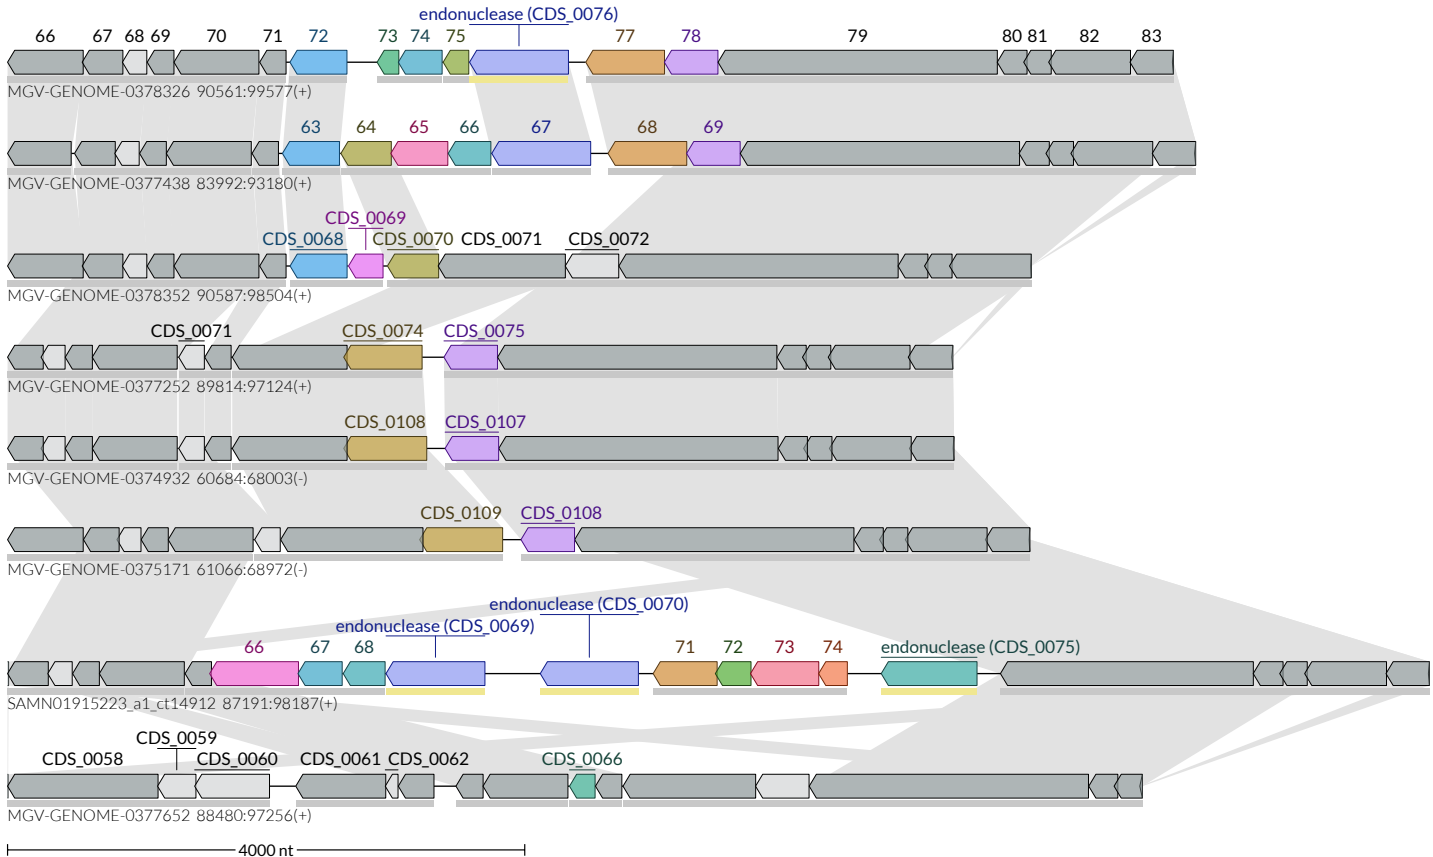 endonuclease (CDS_0076)
66 67 68 69 70 71 72 73 74 75 77 78 79 80 81 82 83
MGV-GENOME-0378326 90561:99577(+)
63 64 65 66 67 68 69
MGV-GENOME-0377438 83992:93180(+)
CDS_0069
CDS_0068 CDS_0070 CDS_0071 CDS_0072
MGV-GENOME-0378352 90587:98504(+)
CDS_0071 CDS_0074 CDS_0075
MGV-GENOME-0377252 89814:97124(+)
CDS_0108 CDS_0107
MGV-GENOME-0374932 60684:68003(-)
CDS_0109 CDS_0108
MGV-GENOME-0375171 61066:68972(-)
endonuclease (CDS_0070)
endonuclease (CDS_0069)
66 67 68 71 72 73 74 endonuclease (CDS_0075)
SAMN01915223_a1_ct14912 87191:98187(+)
CDS_0059
CDS_0058 CDS_0060 CDS_0061 CDS_0062 CDS_0066
MGV-GENOME-0377652 88480:97256(+)
4000 nt